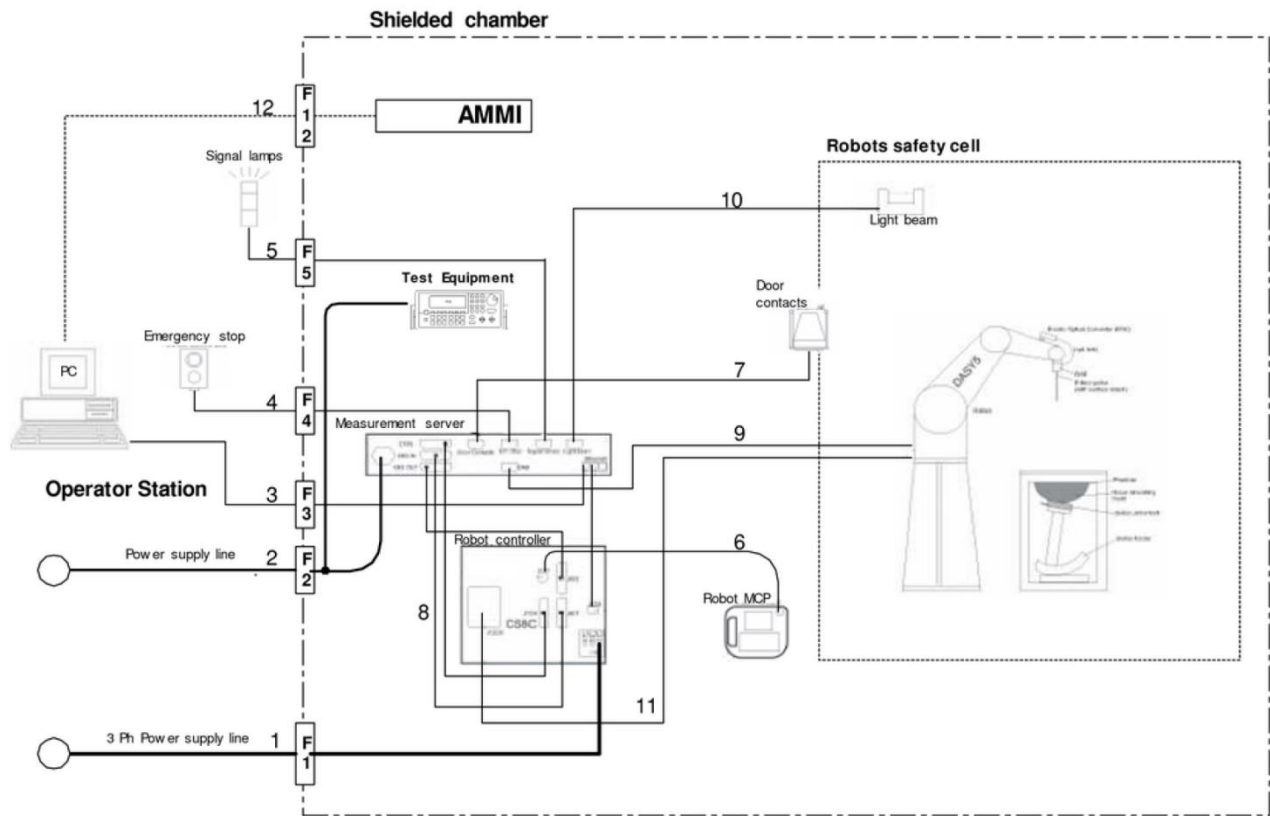 Shielded chamber
12
F
1
2
AMMI
Signal lamps
Robots safety cell
10
Light beam
5
F
5
Test Equipment
Door
contacts
Emergency stop
PC
DASY5
7
4
F
4
Measurement server
9
Operator Station
3
F
3
Power supply line
2
F
2
Robot controller
6
8
CS8C
Robot MCP
11
3 Ph Power supply line
1
F
1